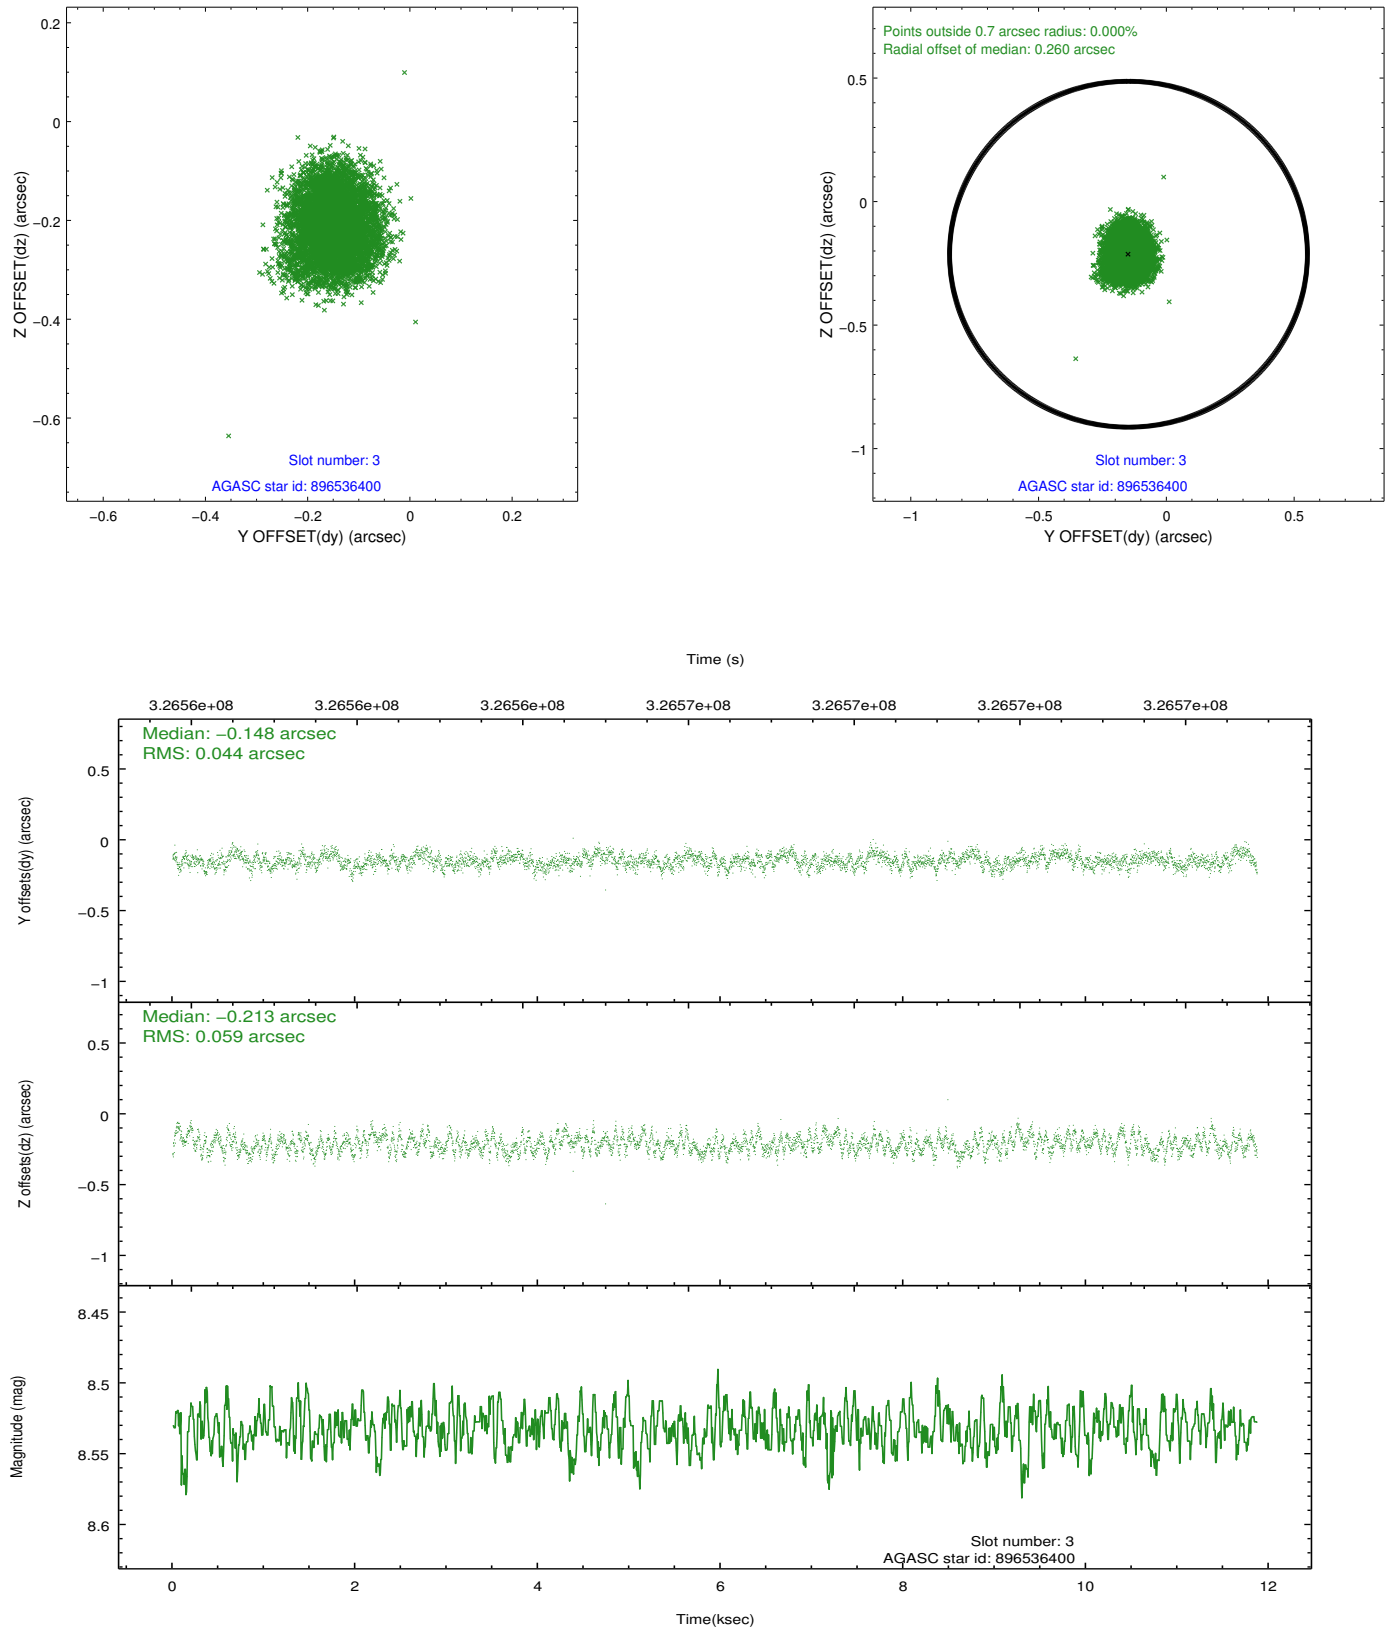 0.2
0
−0.2
−0.4
−0.6
Z OFFSET(dz) (arcsec)
Slot number: 3
AGASC star id: 896536400
−0.6 −0.4 −0.2 0 0.2
Y OFFSET(dy) (arcsec)
Points outside 0.7 arcsec radius: 0.000%
Radial offset of median: 0.260 arcsec
0.5
0
−0.5
−1
Z OFFSET(dz) (arcsec)
Slot number: 3
AGASC star id: 896536400
−1 −0.5 0 0.5
Y OFFSET(dy) (arcsec)
Time (s)
3.2656e+08 3.2656e+08 3.2656e+08 3.2657e+08 3.2657e+08 3.2657e+08 3.2657e+08
Median: −0.148 arcsec
RMS: 0.044 arcsec
0.5
0
−0.5
−1
Y offsets(dy) (arcsec)
Median: −0.213 arcsec
RMS: 0.059 arcsec
0.5
0
−0.5
−1
Z offsets(dz) (arcsec)
8.45
8.5
8.55
8.6
Magnitude (mag)
Slot number: 3
AGASC star id: 896536400
0 2 4 6 8 10 12
Time(ksec)